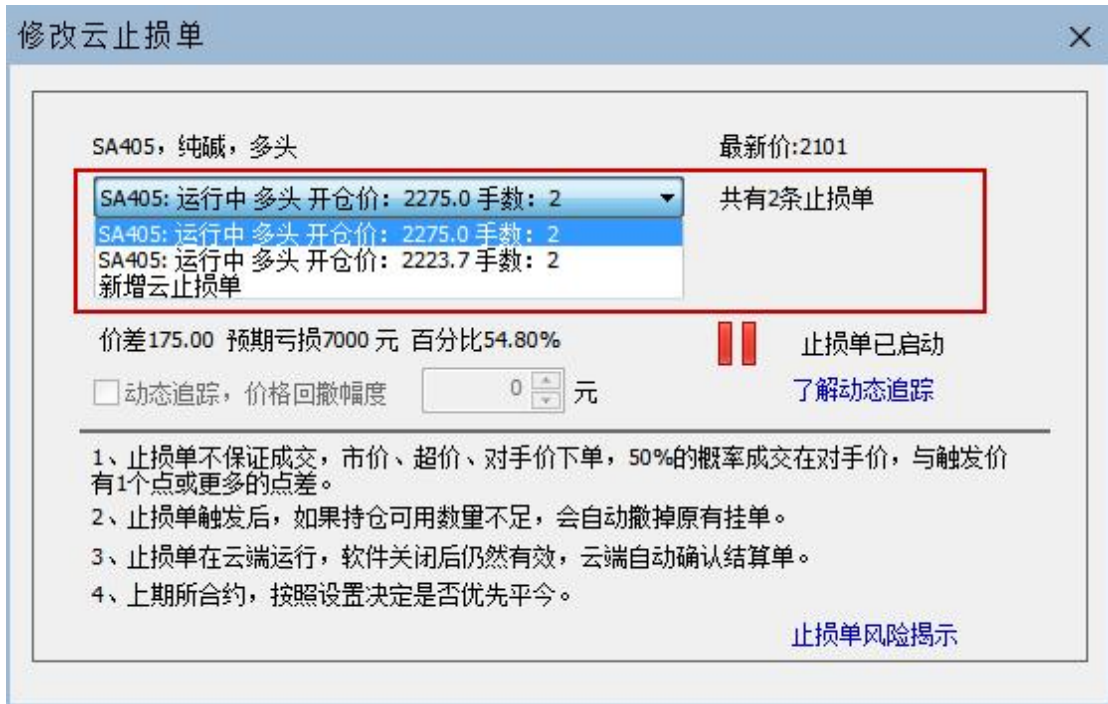 修改云止损单
SA405，纯碱，多头 最新价:2101
SA405: 运行中 多头 开仓价：2275.0 手数：2 共有2条止损单
SA405: 运行中 多头 开仓价：2275.0 手数：2
SA405: 运行中 多头 开仓价：2223.7 手数：2
新增云止损单
价差175.00 预期亏损7000 元 百分比54.80% 止损单已启动
动态追踪，价格回撤幅度 0 元 了解动态追踪
1、止损单不保证成交，市价、超价、对手价下单，50%的概率成交在对手价，与触发价
有1个点或更多的点差。
2、止损单触发后，如果持仓可用数量不足，会自动撤掉原有挂单。
3、止损单在云端运行，软件关闭后仍然有效，云端自动确认结算单。
4、上期所合约，按照设置决定是否优先平今。
止损单风险揭示